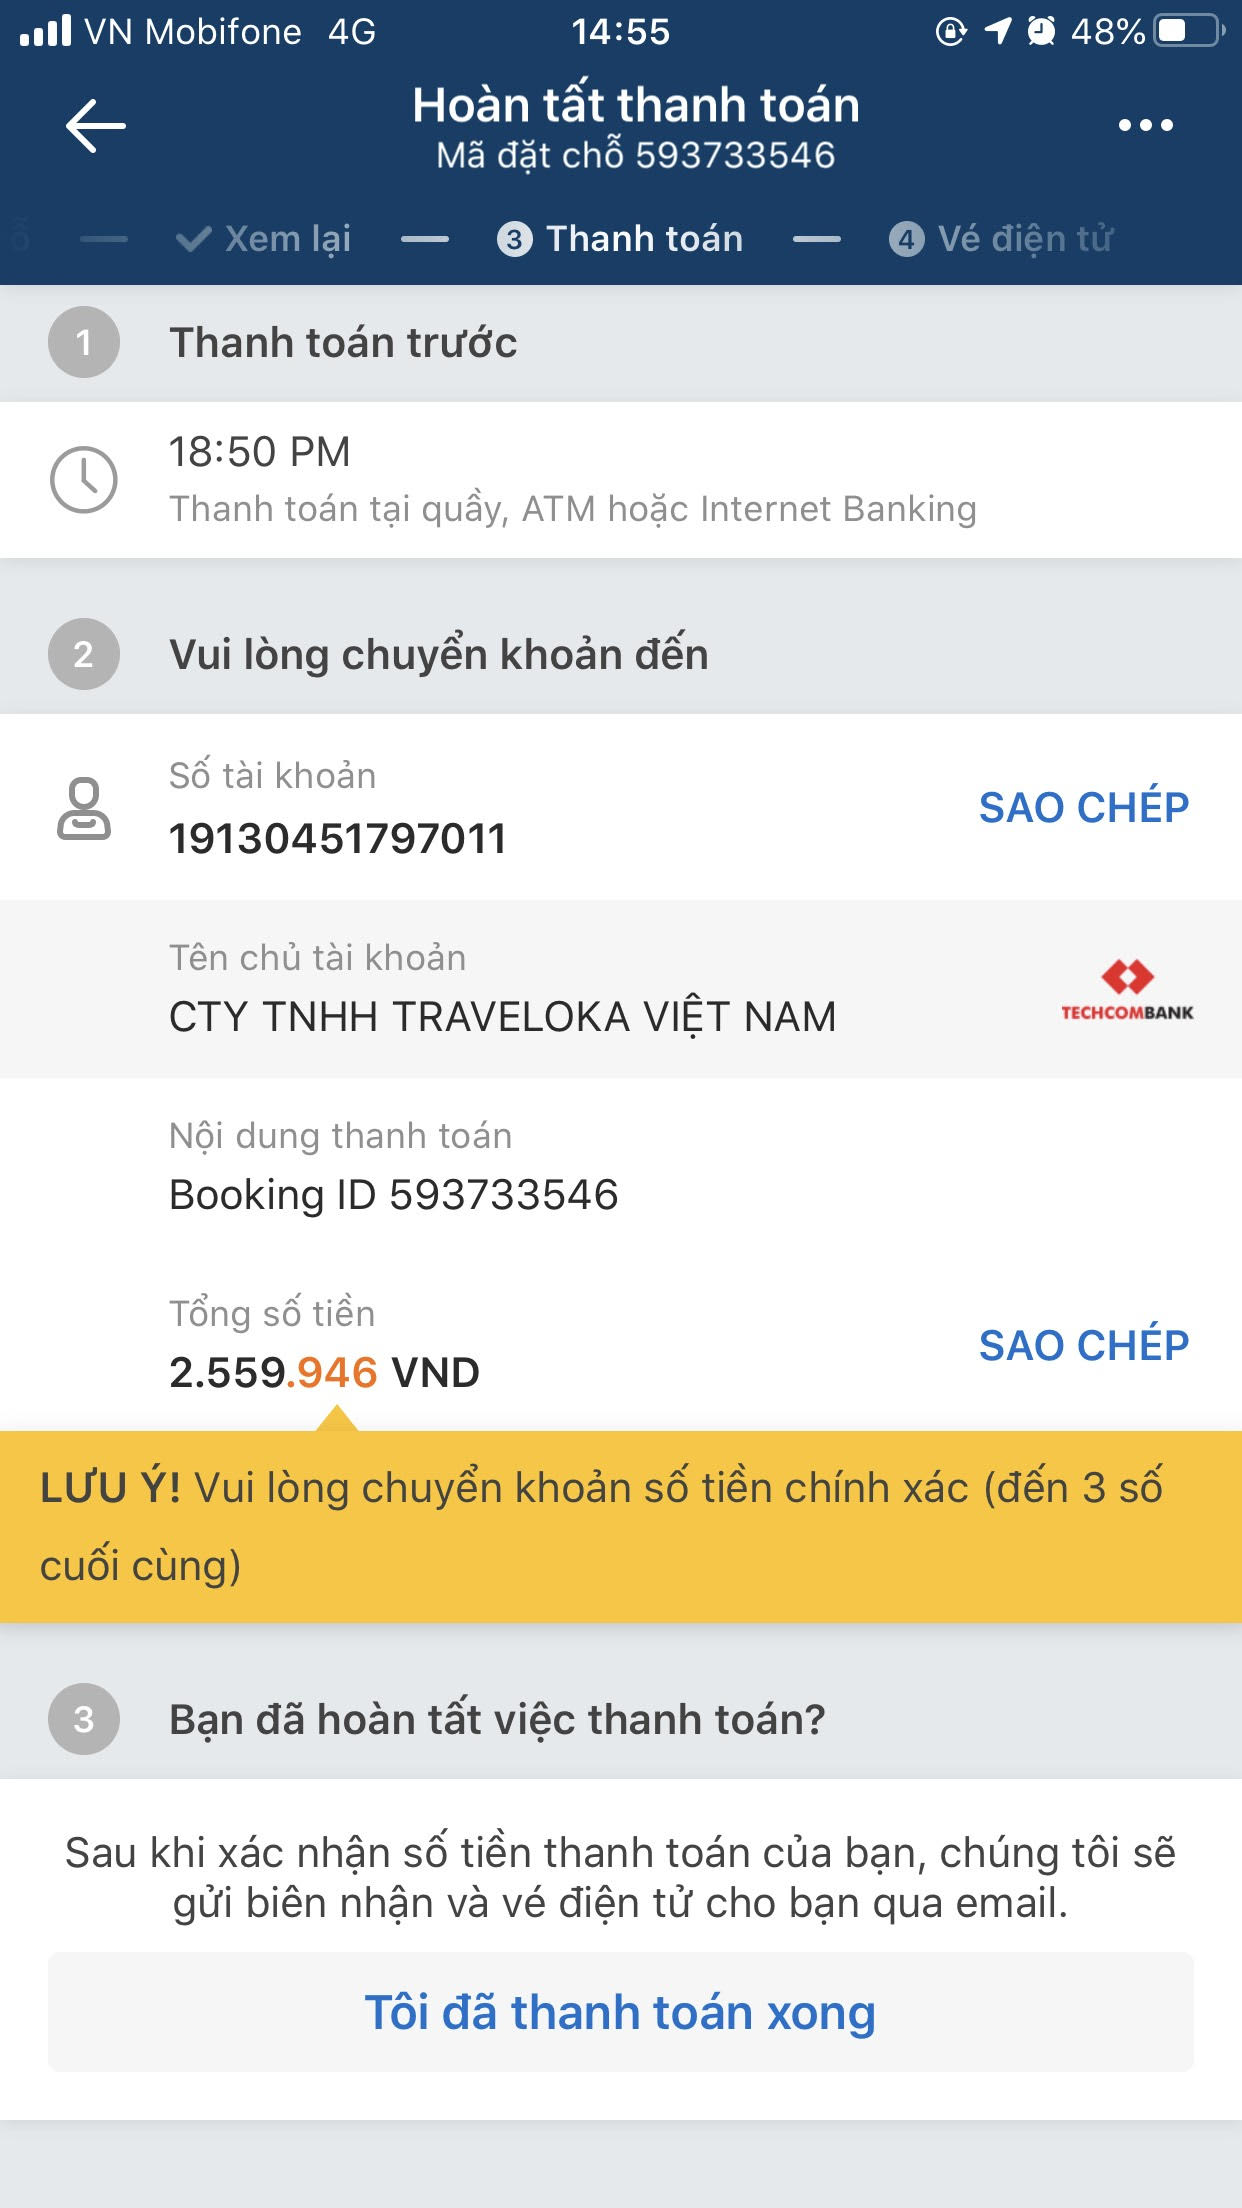 VN Mobifone 4G 14:55 48%
Hoàn tất thanh toán
Mã đặt chỗ 593733546
Xem lại 3 Thanh toán 4 Vé điện tử
1 Thanh toán trước
18:50 PM
Thanh toán tại quầy, ATM hoặc Internet Banking
2 Vui lòng chuyển khoản đến
Số tài khoản
19130451797011
SAO CHÉP
Tên chủ tài khoản
CTY TNHH TRAVELOKA VIỆT NAM
TECHCOMBANK
Nội dung thanh toán
Booking ID 593733546
Tổng số tiền
2.559.946 VND
SAO CHÉP
LƯU Ý! Vui lòng chuyển khoản số tiền chính xác (đến 3 số
cuối cùng)
3 Bạn đã hoàn tất việc thanh toán?
Sau khi xác nhận số tiền thanh toán của bạn, chúng tôi sẽ
gửi biên nhận và vé điện tử cho bạn qua email.
Tôi đã thanh toán xong